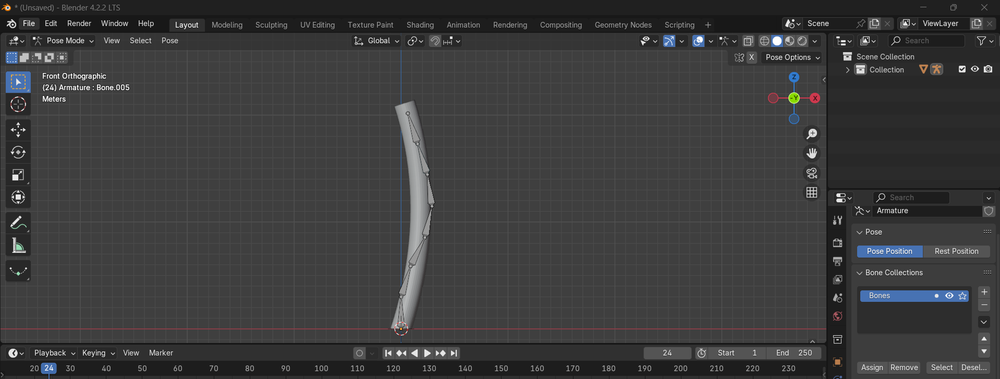 * (Unsaved) - Blender 4.2.2 LTS
File Edit Render Window Help Layout Modeling Sculpting UV Editing Texture Paint Shading Animation Rendering Compositing Geometry Nodes Scripting + Scene ViewLayer
Pose Mode View Select Pose Global Search
X Pose Options
Scene Collection
Collection
Front Orthographic
(24) Armature : Bone.005
Meters
Z
-Y X
Search
Armature
Pose
Pose Position Rest Position
Bone Collections
Bones
Playback Keying View Marker 24 Start 1 End 250
Assign Remove Select Desel...
20 24 30 40 50 60 70 80 90 100 110 120 130 140 150 160 170 180 190 200 210 220 230